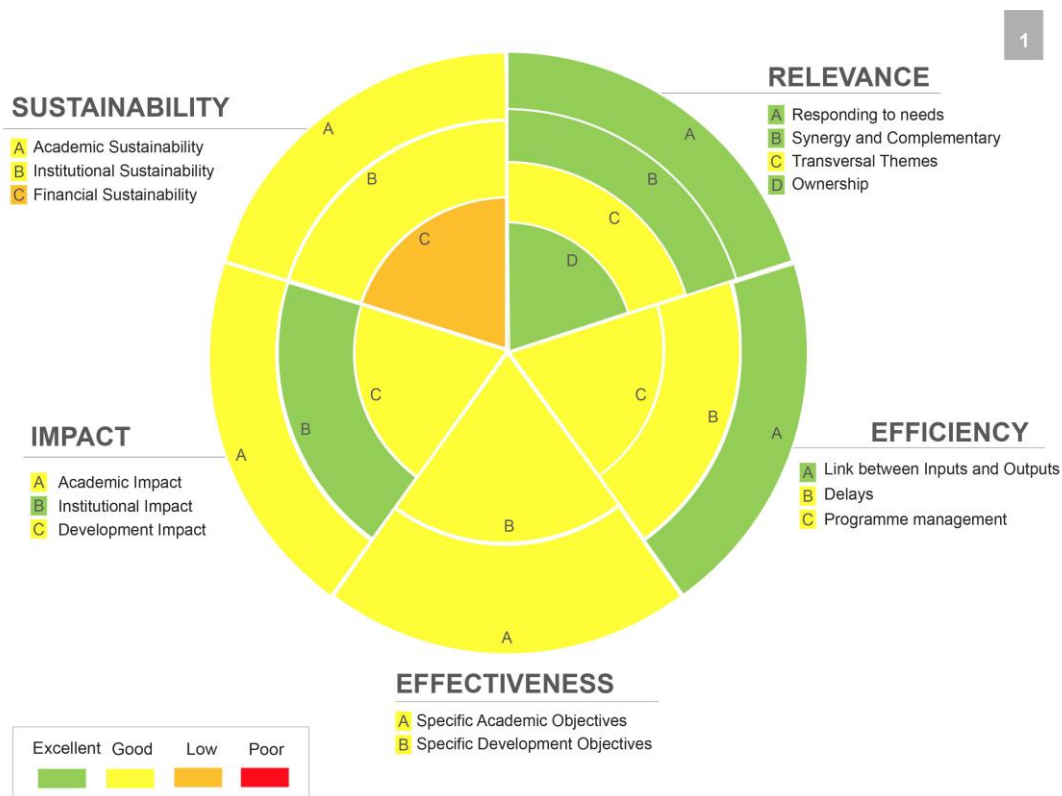 1
SUSTAINABILITY
A Academic Sustainability
B Institutional Sustainability
C Financial Sustainability
RELEVANCE
A Responding to needs
B Synergy and Complementary
C Transversal Themes
D Ownership
A
B
C
A
B
C
D
IMPACT
A Academic Impact
B Institutional Impact
C Development Impact
A
B
C
EFFICIENCY
A Link between Inputs and Outputs
B Delays
C Programme management
C
B
A
B
A
EFFECTIVENESS
A Specific Academic Objectives
B Specific Development Objectives
Excellent Good Low Poor